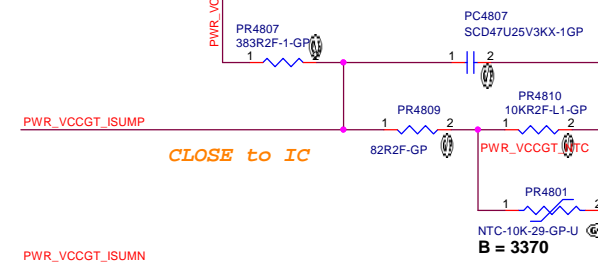 PWR_VC
PR4807
383R2F-1-GP
1
2
PC4807
SCD47U25V3KX-1GP
1
2
PWR_VCCGT_ISUMP
CLOSE to IC
PR4809
1
2
82R2F-GP
PR4810
10KR2F-L1-GP
1
2
PWR_VCCGT_NTC
PR4801
1
2
NTC-10K-29-GP-U
B = 3370
PWR_VCCGT_ISUMN